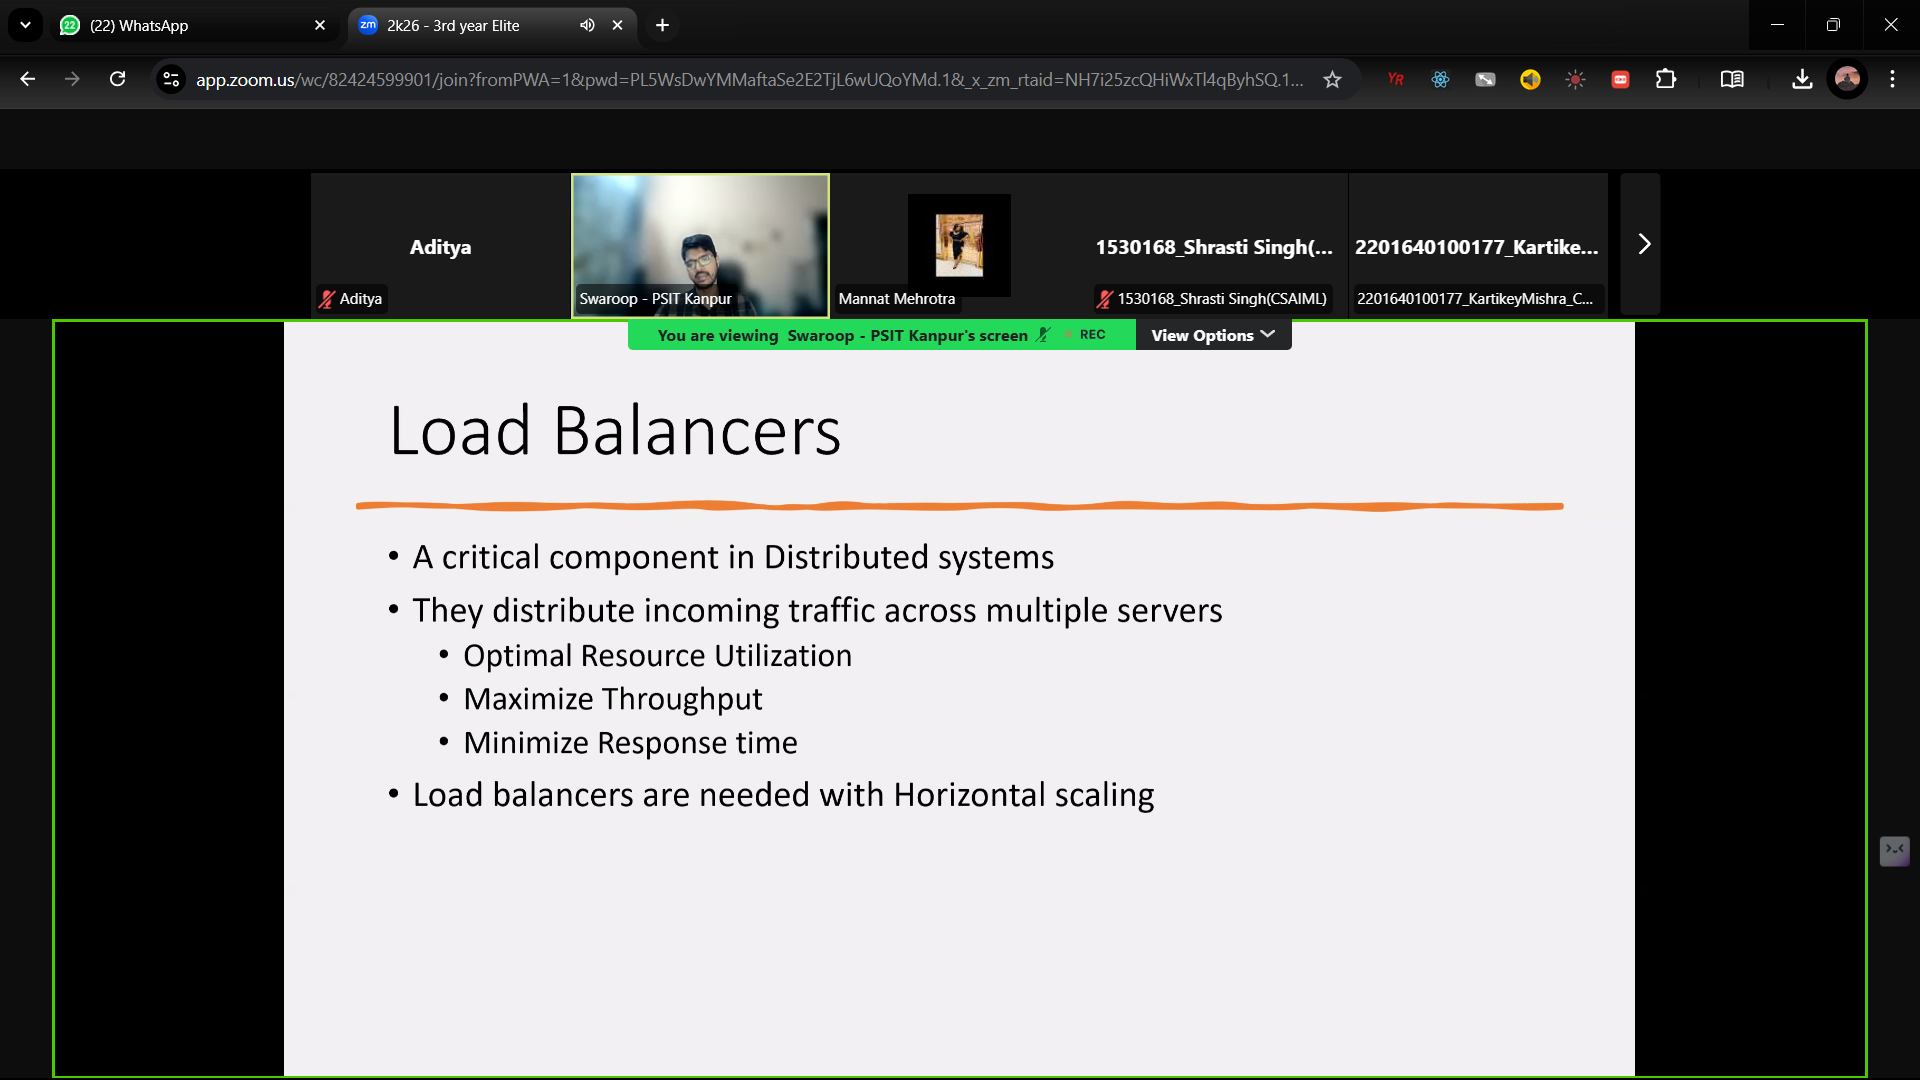 (22) WhatsApp
2k26 - 3rd year Elite
app.zoom.us/wc/82424599901/join?fromPWA=1&pwd=PL5WsDwYMMaftaSe2E2TjL6wUQoYMd.1&_x_zm_rtaid=NH7i25zcQHiWxTl4qByhSQ.1...
Aditya
1530168_Shrasti Singh(...
2201640100177_Kartike...
Aditya
Swaroop - PSIT Kanpur
Mannat Mehrotra
1530168_Shrasti Singh(CSAIML)
2201640100177_KartikeyMishra_C...
You are viewing Swaroop - PSIT Kanpur's screen REC View Options
Load Balancers
• A critical component in Distributed systems
• They distribute incoming traffic across multiple servers
• Optimal Resource Utilization
• Maximize Throughput
• Minimize Response time
• Load balancers are needed with Horizontal scaling